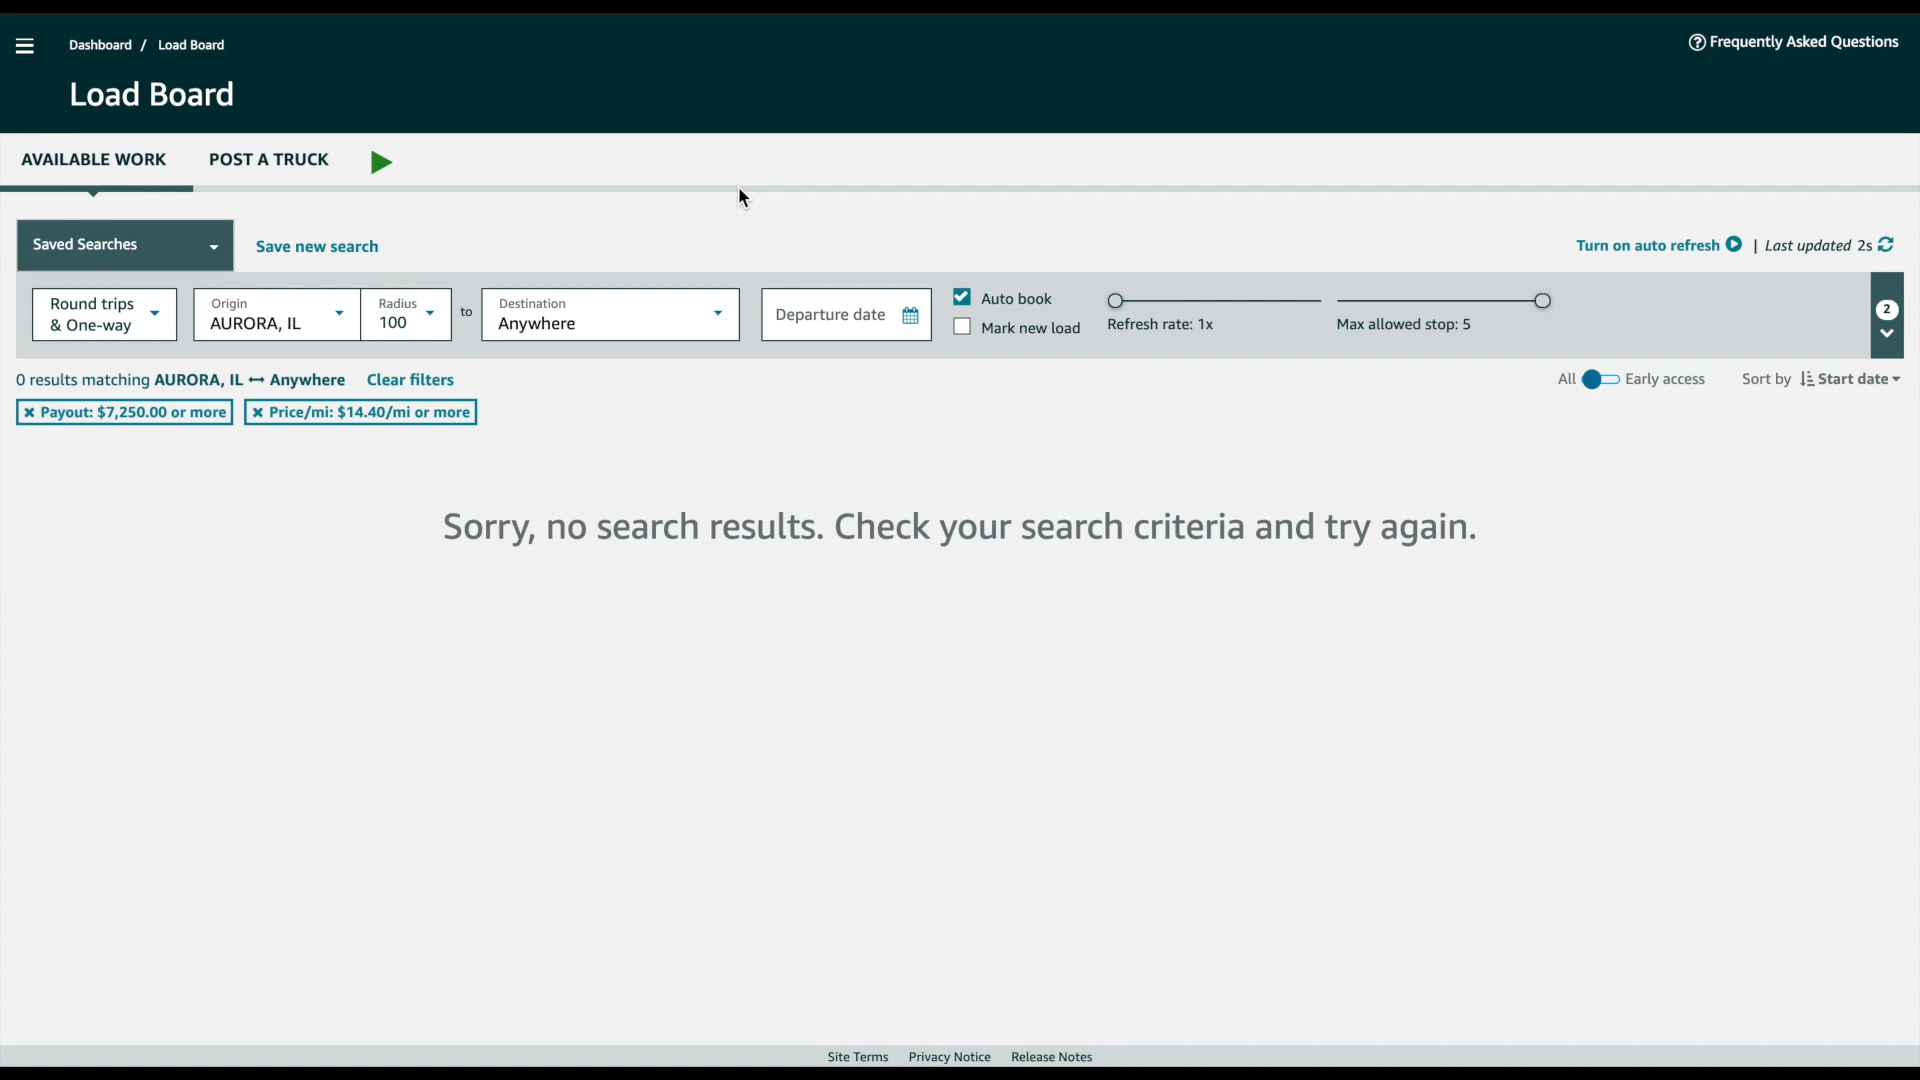 Dashboard / Load Board
Frequently Asked Questions
Load Board
AVAILABLE WORK
POST A TRUCK
Saved Searches
Save new search
Turn on auto refresh | Last updated 2s
Round trips
& One-way
Origin
AURORA, IL
Radius
100
to
Destination
Anywhere
Departure date
Auto book
Mark new load
Refresh rate: 1x
Max allowed stop: 5
2
0 results matching AURORA, IL ↔ Anywhere Clear filters
All Early access Sort by Start date
× Payout: $7,250.00 or more × Price/mi: $14.40/mi or more
Sorry, no search results. Check your search criteria and try again.
Site Terms Privacy Notice Release Notes